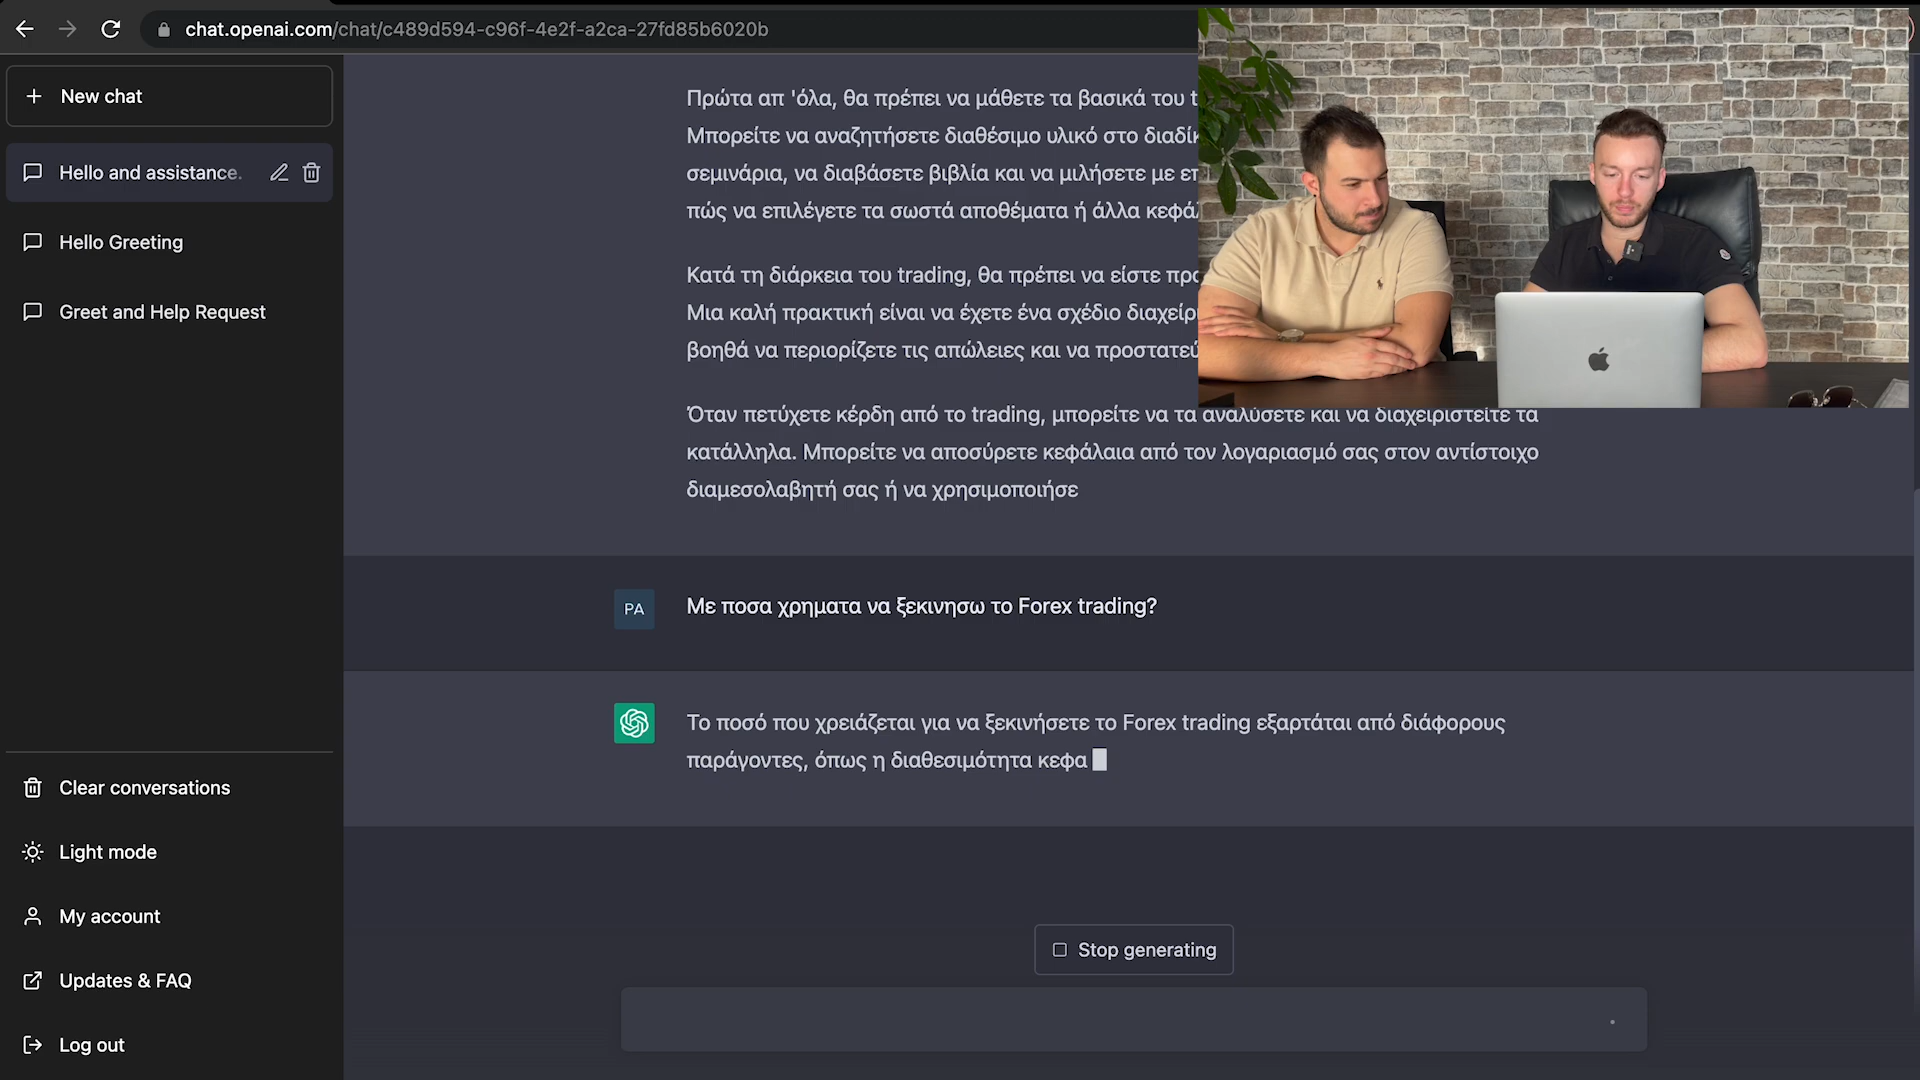 chat.openai.com/chat/c489d594-c96f-4e2f-a2ca-27fd85b6020b
New chat
Hello and assistance.
Hello Greeting
Greet and Help Request
Clear conversations
Light mode
My account
Updates & FAQ
Log out
Πρώτα απ 'όλα, θα πρέπει να μάθετε τα βασικά του
Μπορείτε να αναζητήσετε διαθέσιμο υλικό στο
σεμινάρια, να διαβάσετε βιβλία και να μιλήσετε με
πώς να επιλέγετε τα σωστά αποθέματα ή άλλα
Κατά τη διάρκεια του trading, θα πρέπει να είστε
Μια καλή πρακτική είναι να έχετε ένα σχέδιο
βοηθά να περιορίζετε τις απώλειες και να
Όταν πετύχετε κέρδη από το trading, μπορείτε να τα αναλύσετε και να διαχειριστείτε τα
κατάλληλα. Μπορείτε να αποσύρετε κεφάλαια από τον λογαριασμό σας στον αντίστοιχο
διαμεσολαβητή σας ή να χρησιμοποιήσε
PA
Με ποσα χρηματα να ξεκινησω το Forex trading?
Το ποσό που χρειάζεται για να ξεκινήσετε το Forex trading εξαρτάται από διάφορους
παράγοντες, όπως η διαθεσιμότητα κεφα
Stop generating